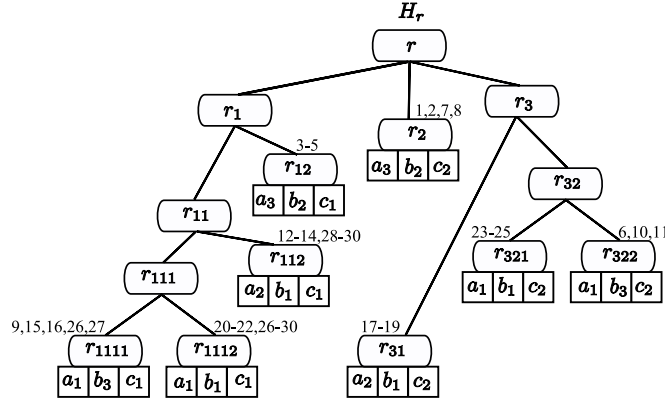 H_r
r
r_1
r_3
1,2,7,8
r_2
a_3 b_2 c_2
3-5
r_12
a_3 b_2 c_1
r_32
r_11
12-14,28-30
r_112
a_2 b_1 c_1
23-25
r_321
a_1 b_1 c_2
6,10,11
r_322
a_1 b_3 c_2
r_111
9,15,16,26,27
r_1111
a_1 b_3 c_1
20-22,26-30
r_1112
a_1 b_1 c_1
17-19
r_31
a_2 b_1 c_2